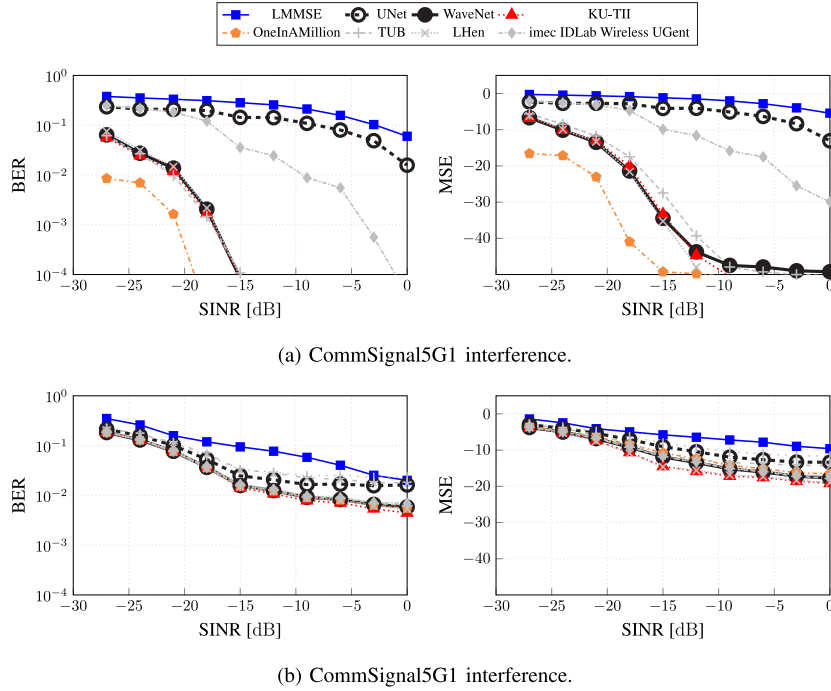 LMMSE UNet WaveNet KU-TII
OneInAMillion TUB LHen imec IDLab Wireless UGent
10^0
10^-1
10^-2
10^-3
10^-4
BER
−30 −25 −20 −15 −10 −5 0
SINR [dB]
0
−10
−20
−30
−40
MSE
−30 −25 −20 −15 −10 −5 0
SINR [dB]
(a) CommSignal5G1 interference.
10^0
10^-1
10^-2
10^-3
10^-4
BER
−30 −25 −20 −15 −10 −5 0
SINR [dB]
0
−10
−20
−30
−40
MSE
−30 −25 −20 −15 −10 −5 0
SINR [dB]
(b) CommSignal5G1 interference.